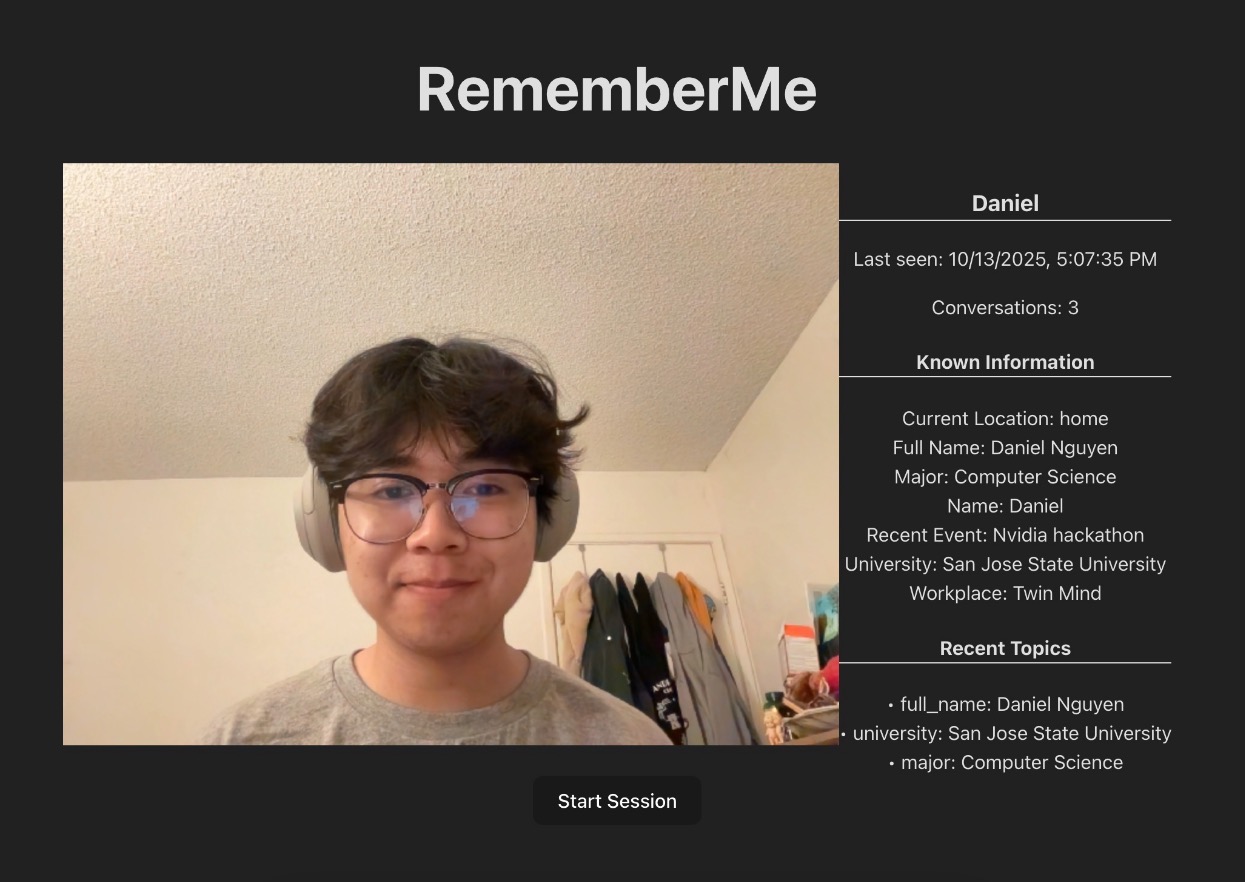 RememberMe
Daniel
Last seen: 10/13/2025, 5:07:35 PM
Conversations: 3
Known Information
Current Location: home
Full Name: Daniel Nguyen
Major: Computer Science
Name: Daniel
Recent Event: Nvidia hackathon
University: San Jose State University
Workplace: Twin Mind
Recent Topics
• full_name: Daniel Nguyen
• university: San Jose State University
• major: Computer Science
Start Session